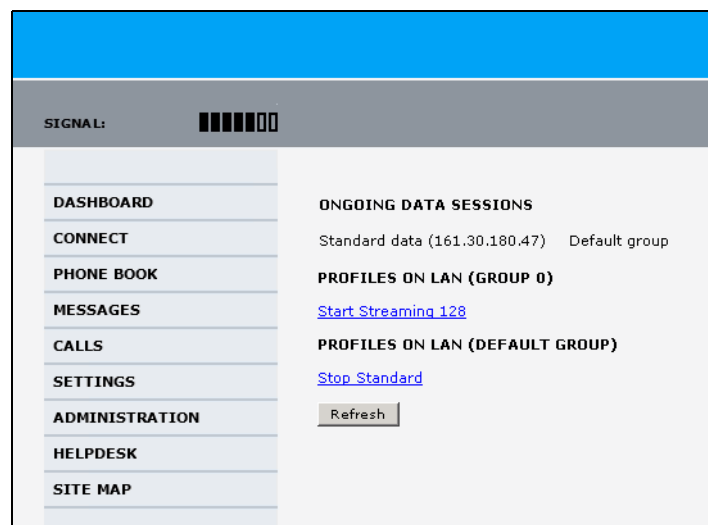 SIGNAL:
DASHBOARD
CONNECT
PHONE BOOK
MESSAGES
CALLS
SETTINGS
ADMINISTRATION
HELPDESK
SITE MAP
ONGOING DATA SESSIONS
Standard data (161.30.180.47) Default group
PROFILES ON LAN (GROUP 0)
Start Streaming 128
PROFILES ON LAN (DEFAULT GROUP)
Stop Standard
Refresh